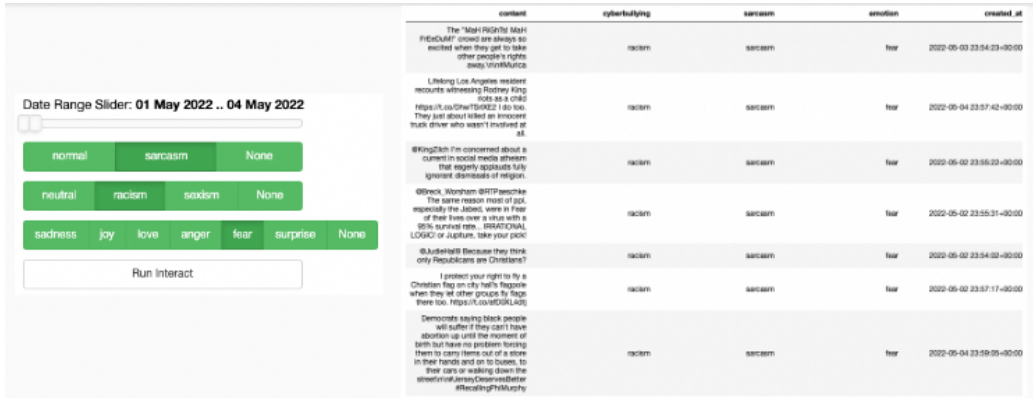 Date Range Slider: 01 May 2022 .. 04 May 2022
normal sarcasm None
neutral racism sexism None
sadness joy love anger fear surprise None
Run Interact
content cyberbullying sarcasm emotion created_at
The "MaH RiGhTs! MaH
FrEeDuM!" crowd are always so
excited when they get to take
other people's rights
away.\n\n#Murica
racism sarcasm fear 2022-05-03 23:54:23+00:00
Lifelong Los Angeles resident
recounts witnessing Rodney King
riots as a child
I do too.
They just about killed an innocent
truck driver who wasn't involved at
all.
racism sarcasm fear 2022-05-04 23:57:42+00:00
@KingZilch I'm concerned about a
current in social media atheism
that eagerly applauds fully
ignorant dismissals of religion.
racism sarcasm fear 2022-05-02 23:55:22+00:00
@Breck_Worsham @RTPaeschke
The same reason most of ppl,
especially the Jabed, were in Fear
of their lives over a virus with a
95% survival rate... IRRATIONAL
LOGIC! or Jupiture, take your pick!
racism sarcasm fear 2022-05-02 23:55:31+00:00
Because they think
only Republicans are Christians?
racism sarcasm fear 2022-05-02 23:54:02+00:00
I protect your right to fly a
Christian flag on city hall's flagpole
when they let other groups fly flags
there too.
racism sarcasm fear 2022-05-02 23:57:17+00:00
Democrats saying black people
will suffer if they can't have
abortion up until the moment of
birth but have no problem forcing
them to carry items out of a store
in their hands and on to buses, to
their cars or walking down the
street\n\n#JerseyDeservesBetter
#RecallingPhilMurphy
racism sarcasm fear 2022-05-04 23:59:05+00:00